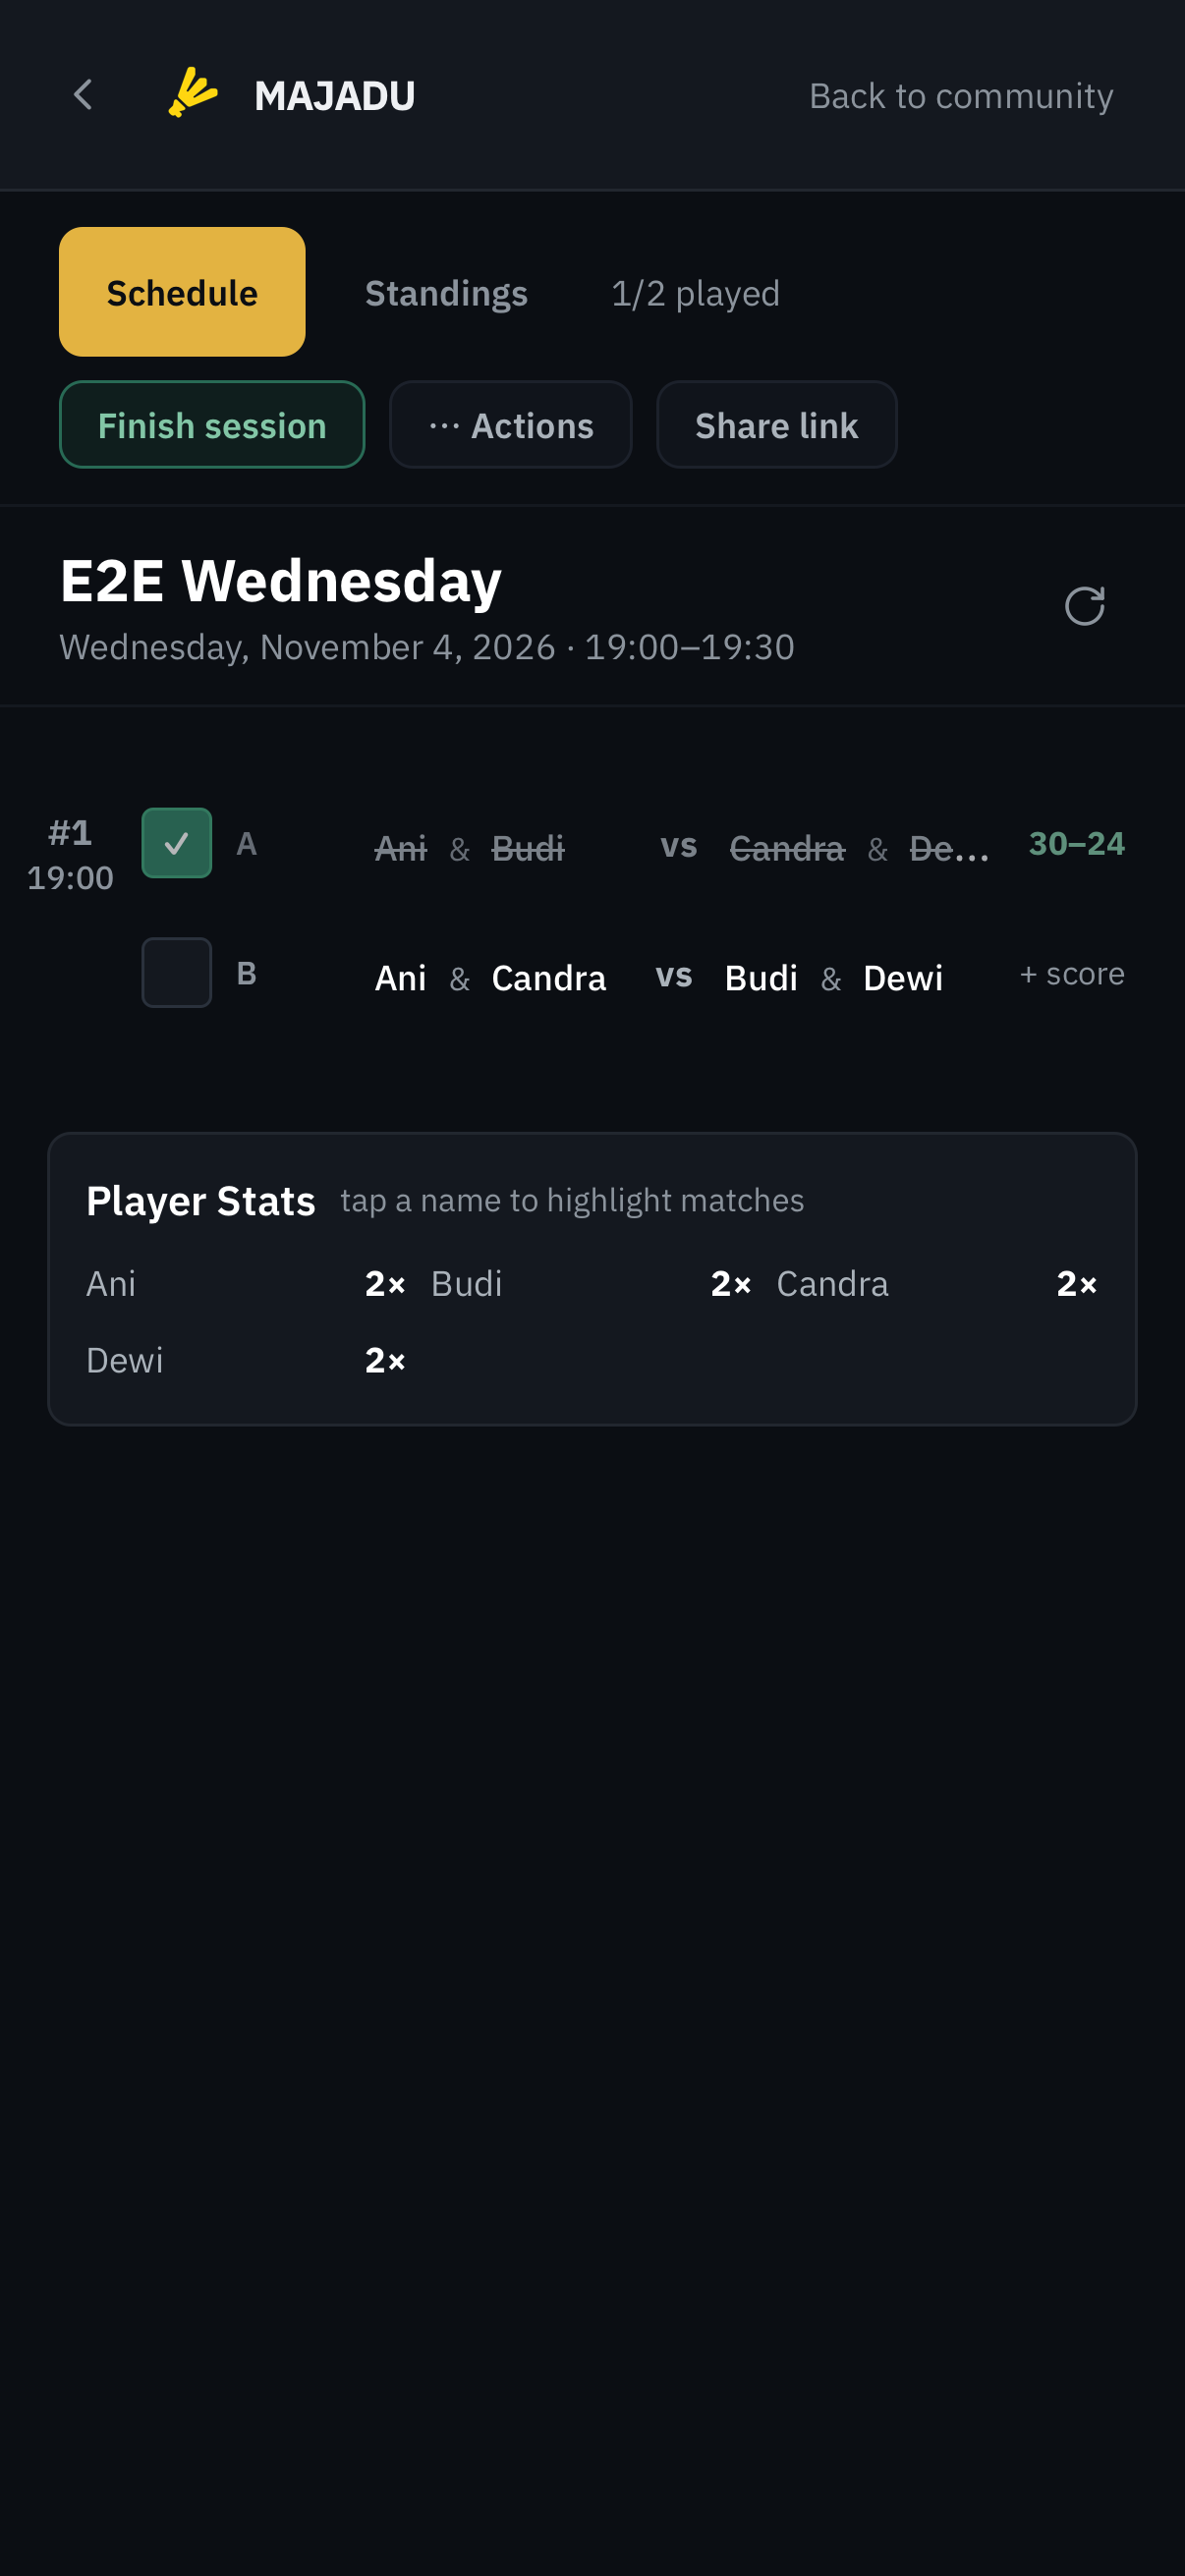 MAJADU Back to community
Schedule Standings 1/2 played
Finish session ··· Actions Share link
E2E Wednesday
Wednesday, November 4, 2026 · 19:00–19:30
#1 A Ani & Budi vs Candra & De... 30–24
19:00
B Ani & Candra vs Budi & Dewi + score
Player Stats tap a name to highlight matches
Ani 2× Budi 2× Candra 2×
Dewi 2×